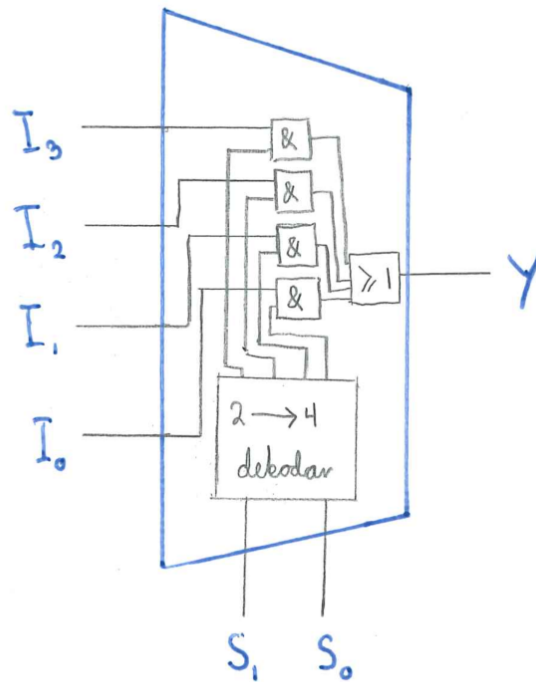 I₃
&
&
I₂
&
≥1
Y
&
I₁
2 → 4
dekodar
I₀
S₁ S₀